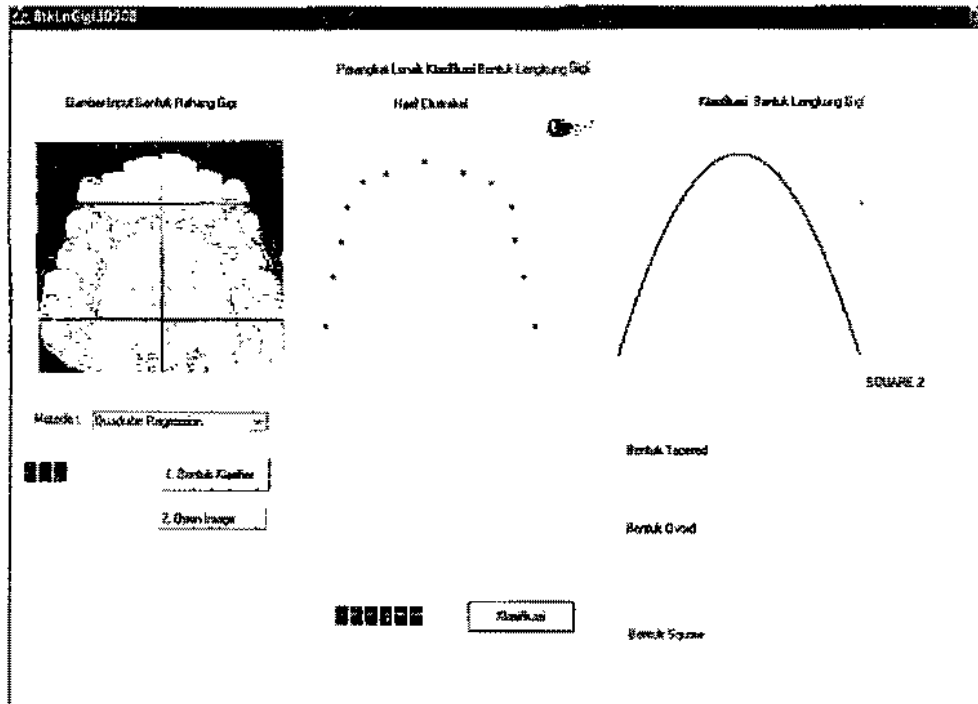 BtkLnGigi30908
Perangkat Lunak Klasifikasi Bentuk Lengkung Gigi
Gambar Input Bentuk Rahang Gigi
Hasil Ekstraksi
Klasifikasi Bentuk Lengkung Gigi
SQUARE 2
Metode :
Quadratic Regression
1. Bentuk Klasifier
2. Open Image
Bentuk Tapered
Bentuk Ovoid
Klasifikasi
Bentuk Square